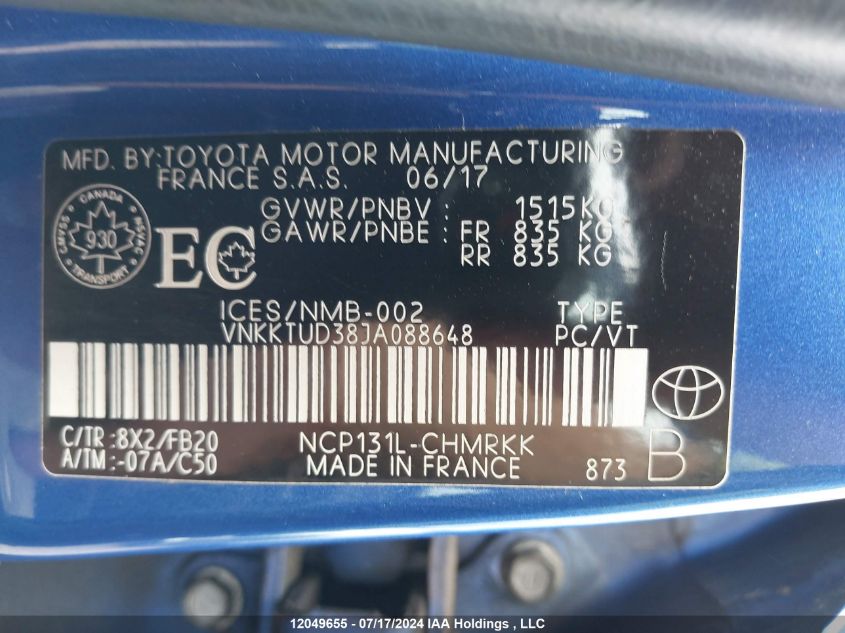 MFD. BY:TOYOTA MOTOR MANUFACTURING
FRANCE S.A.S. 06/17
GVWR/PNBV : 1515KG
GAWR/PNBE : FR 835 KG
RR 835 KG
CANADA
CMVSS 930 NSVAC
TRANSPORT
EC
ICES/NMB-002 TYPE
VNKKTUD38JA088648 PC/VT
C/TR :8X2/FB20 NCP131L-CHMRKK
A/TM :-07A/C50 MADE IN FRANCE 873 B
12049655 - 07/17/2024 IAA Holdings , LLC